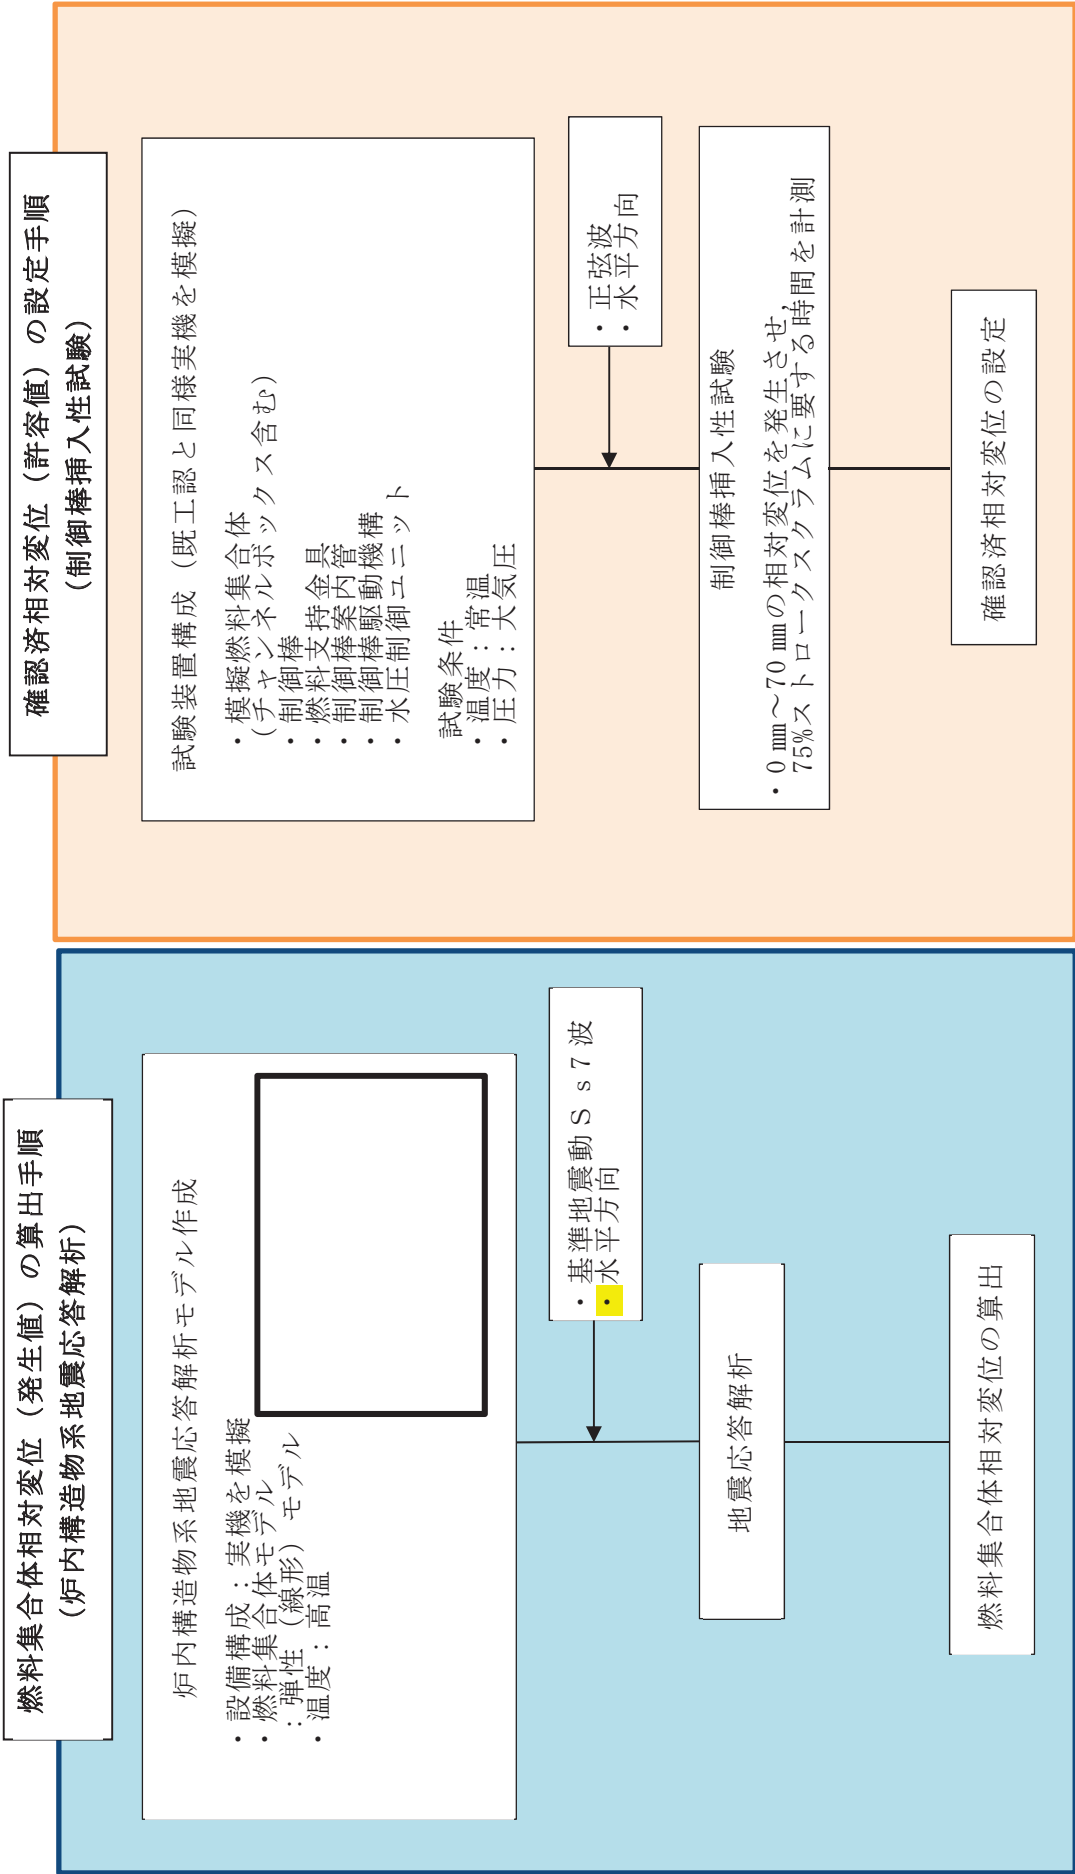 燃料集合体相対変位（発生値）の算出手順
（炉内構造物系地震応答解析）
炉内構造物系地震応答解析モデル作成
・設備構成：実機を模擬
・燃料集合体モデル
：弾性（線形）モデル
・温度：高温
・基準地震動Ｓｓ７波
・水平方向
地震応答解析
燃料集合体相対変位の算出
確認済相対変位（許容値）の設定手順
（制御棒挿入性試験）
試験装置構成（既工認と同様実機を模擬）
・模擬燃料集合体
（チャンネルボックス含む）
・制御棒
・燃料支持金具
・制御棒案内管
・制御棒駆動機構
・水圧制御ユニット
試験条件
・温度：常温
・圧力：大気圧
・正弦波
・水平方向
制御棒挿入性試験
・0 mm～70 mmの相対変位を発生させ，
75%ストロークスクラムに要する時間を計測
確認済相対変位の設定